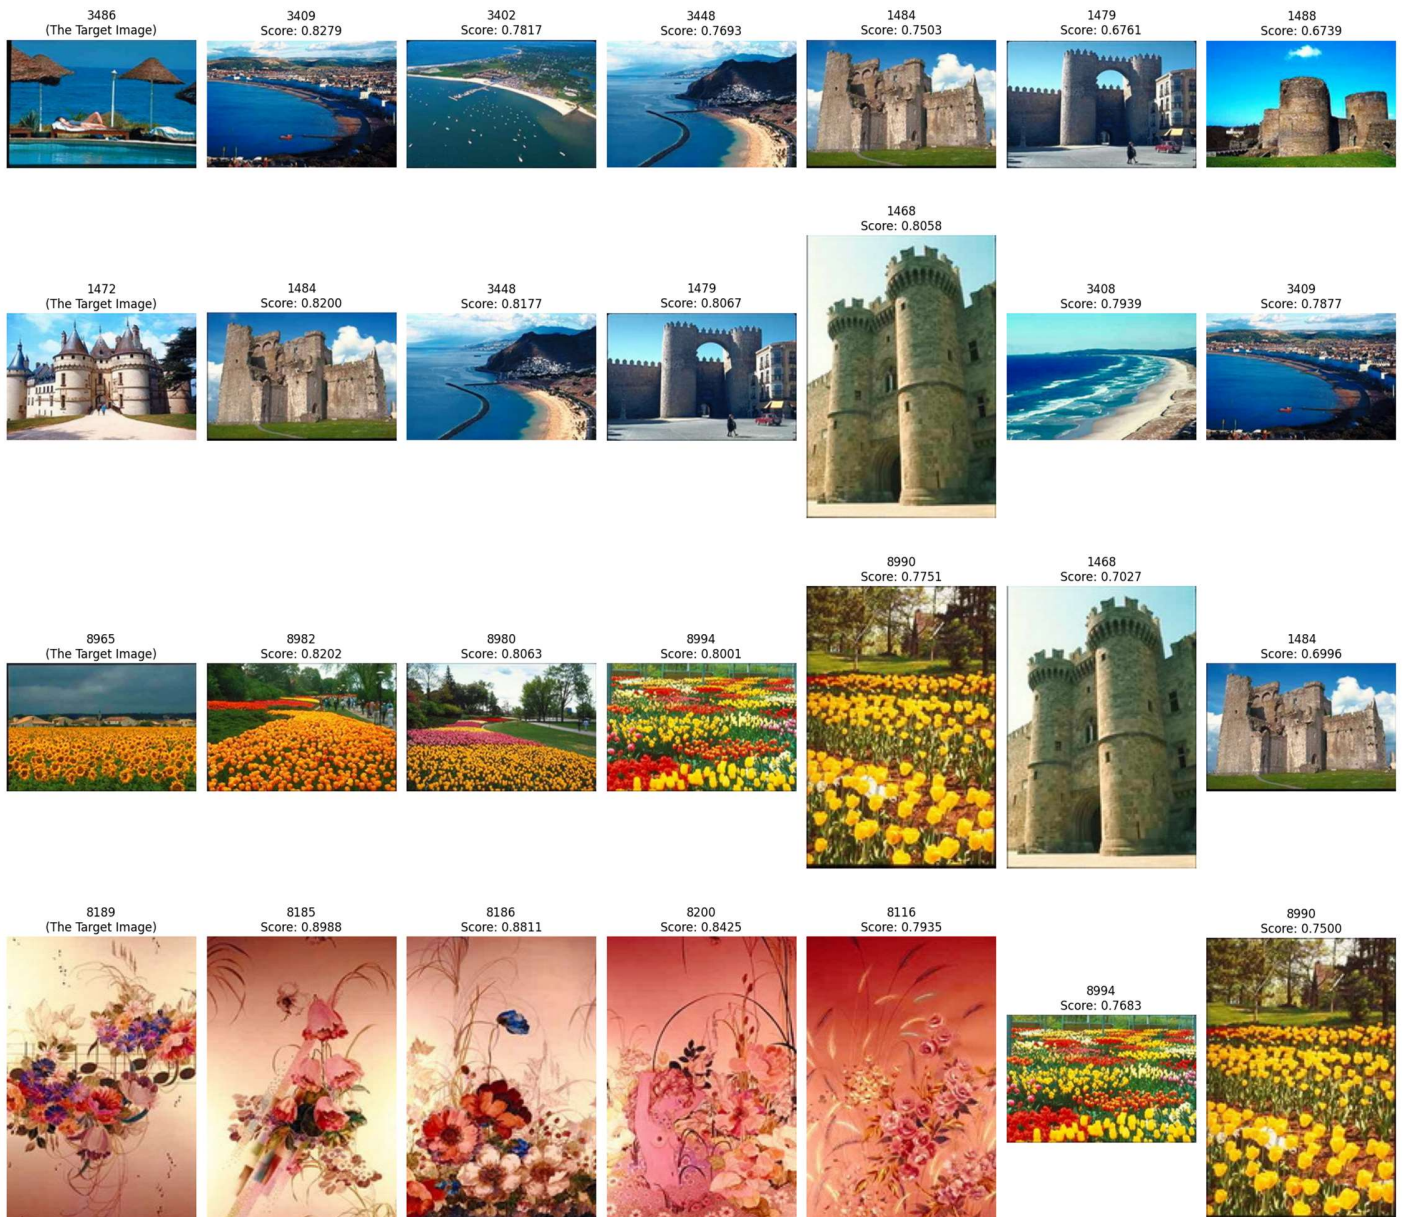 3486
(The Target Image)
3409
Score: 0.8279
3402
Score: 0.7817
3448
Score: 0.7693
1484
Score: 0.7503
1479
Score: 0.6761
1488
Score: 0.6739
1472
(The Target Image)
1484
Score: 0.8200
3448
Score: 0.8177
1479
Score: 0.8067
1468
Score: 0.8058
3408
Score: 0.7939
3409
Score: 0.7877
8965
(The Target Image)
8982
Score: 0.8202
8980
Score: 0.8063
8994
Score: 0.8001
8990
Score: 0.7751
1468
Score: 0.7027
1484
Score: 0.6996
8189
(The Target Image)
8185
Score: 0.8988
8186
Score: 0.8811
8200
Score: 0.8425
8116
Score: 0.7935
8994
Score: 0.7683
8990
Score: 0.7500